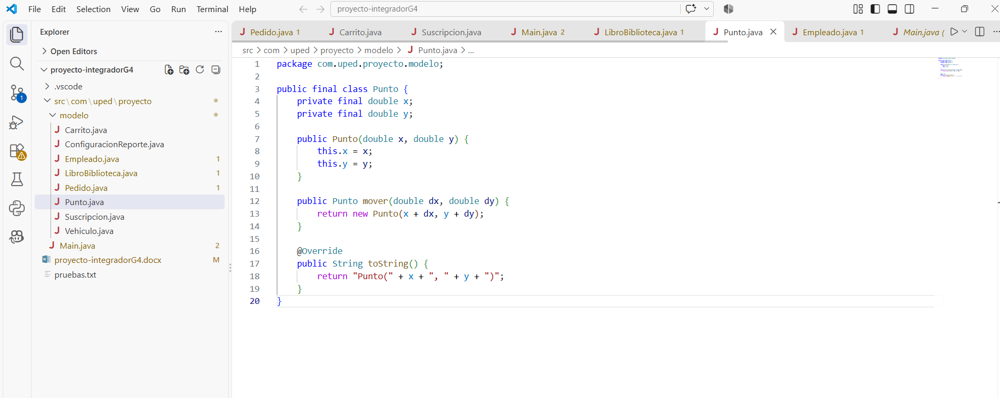 File Edit Selection View Go Run Terminal Help
proyecto-integradorG4
Explorer
Open Editors
proyecto-integradorG4
.vscode
src\com\uped\proyecto
modelo
Carrito.java
ConfiguracionReporte.java
Empleado.java 1
LibroBiblioteca.java 1
Pedido.java 1
Punto.java
Suscripcion.java
Vehiculo.java
Main.java 2
proyecto-integradorG4.docx M
pruebas.txt
1
Pedido.java 1 Carrito.java Suscripcion.java Main.java 2 LibroBiblioteca.java 1 Punto.java Empleado.java 1 Main.java (
src > com > uped > proyecto > modelo > Punto.java > ...
1 package com.uped.proyecto.modelo;
2
3 public final class Punto {
4 private final double x;
5 private final double y;
6
7 public Punto(double x, double y) {
8 this.x = x;
9 this.y = y;
10 }
11
12 public Punto mover(double dx, double dy) {
13 return new Punto(x + dx, y + dy);
14 }
15
16 @Override
17 public String toString() {
18 return "Punto(" + x + ", " + y + ")";
19 }
20 }